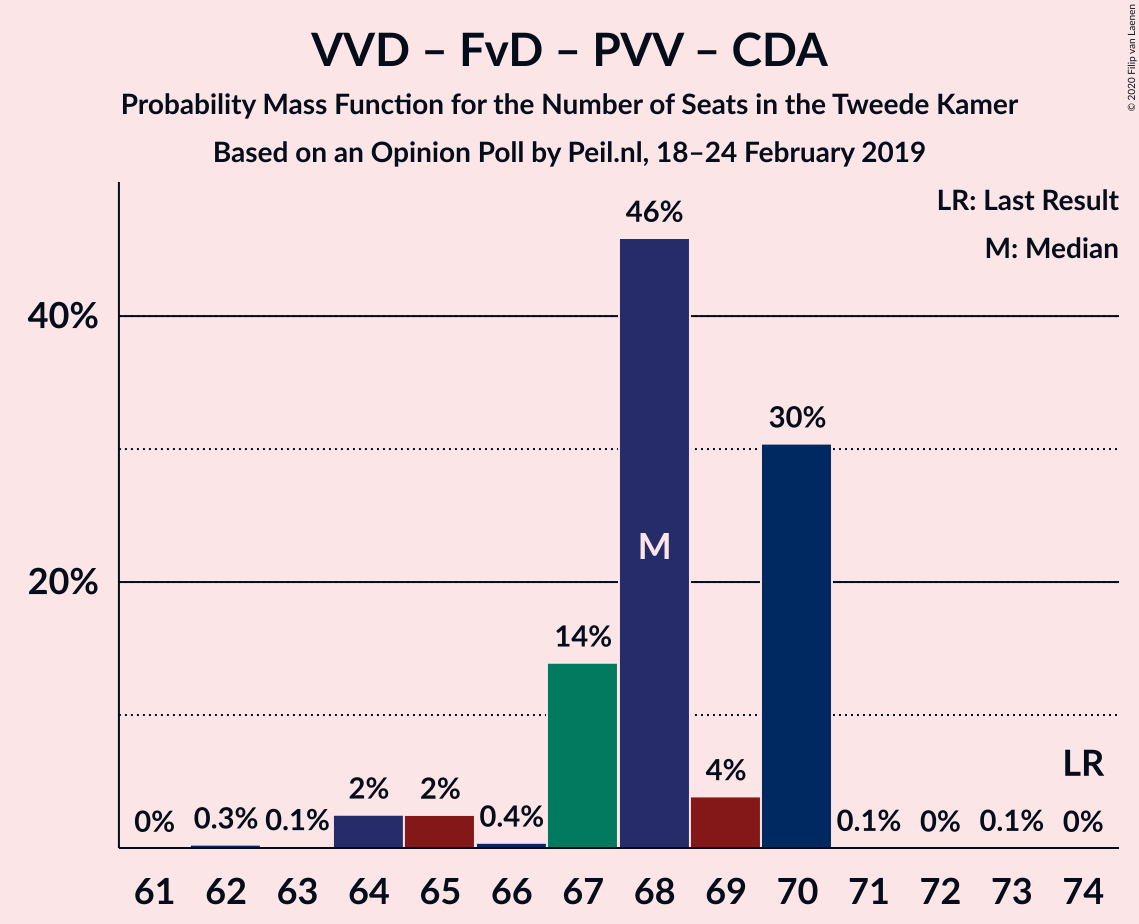 VVD – FvD – PVV – CDA
Probability Mass Function for the Number of Seats in the Tweede Kamer
Based on an Opinion Poll by Peil.nl, 18–24 February 2019
© 2020 Filip van Laenen
LR: Last Result
M: Median
46%
40%
30%
M
20%
14%
LR
4%
2% 2%
0% 0.3% 0.1% 0.4% 0.1% 0% 0.1% 0%
61 62 63 64 65 66 67 68 69 70 71 72 73 74